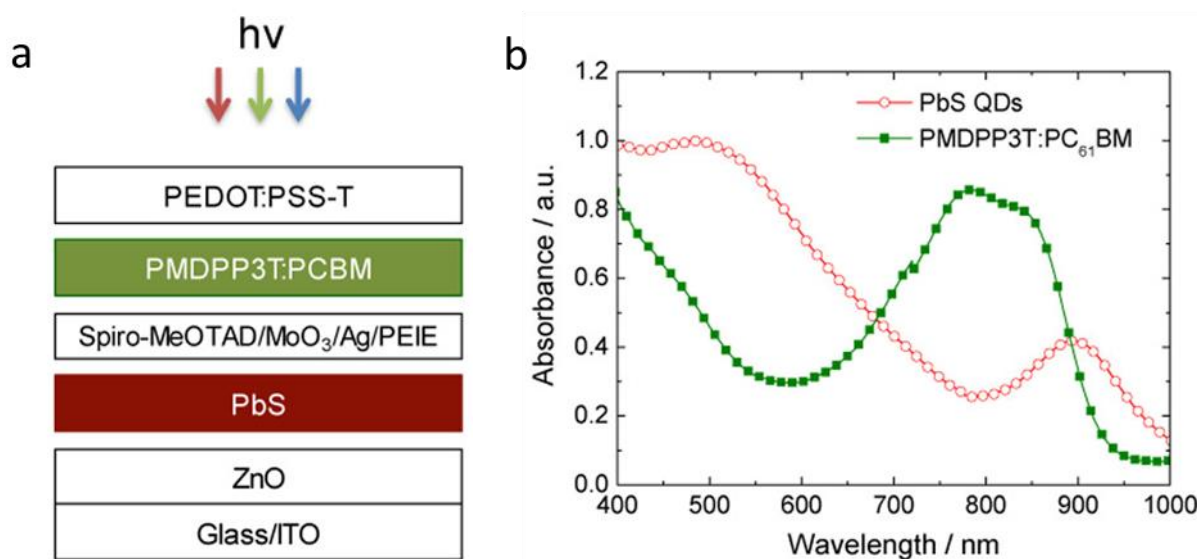 a
hv
PEDOT:PSS-T
PMDPP3T:PCBM
Spiro-MeOTAD/MoO₃/Ag/PEIE
PbS
ZnO
Glass/ITO
b
PbS QDs
PMDPP3T:PC₆₁BM
Absorbance / a.u.
1.2
1.0
0.8
0.6
0.4
0.2
0.0
400 500 600 700 800 900 1000
Wavelength / nm